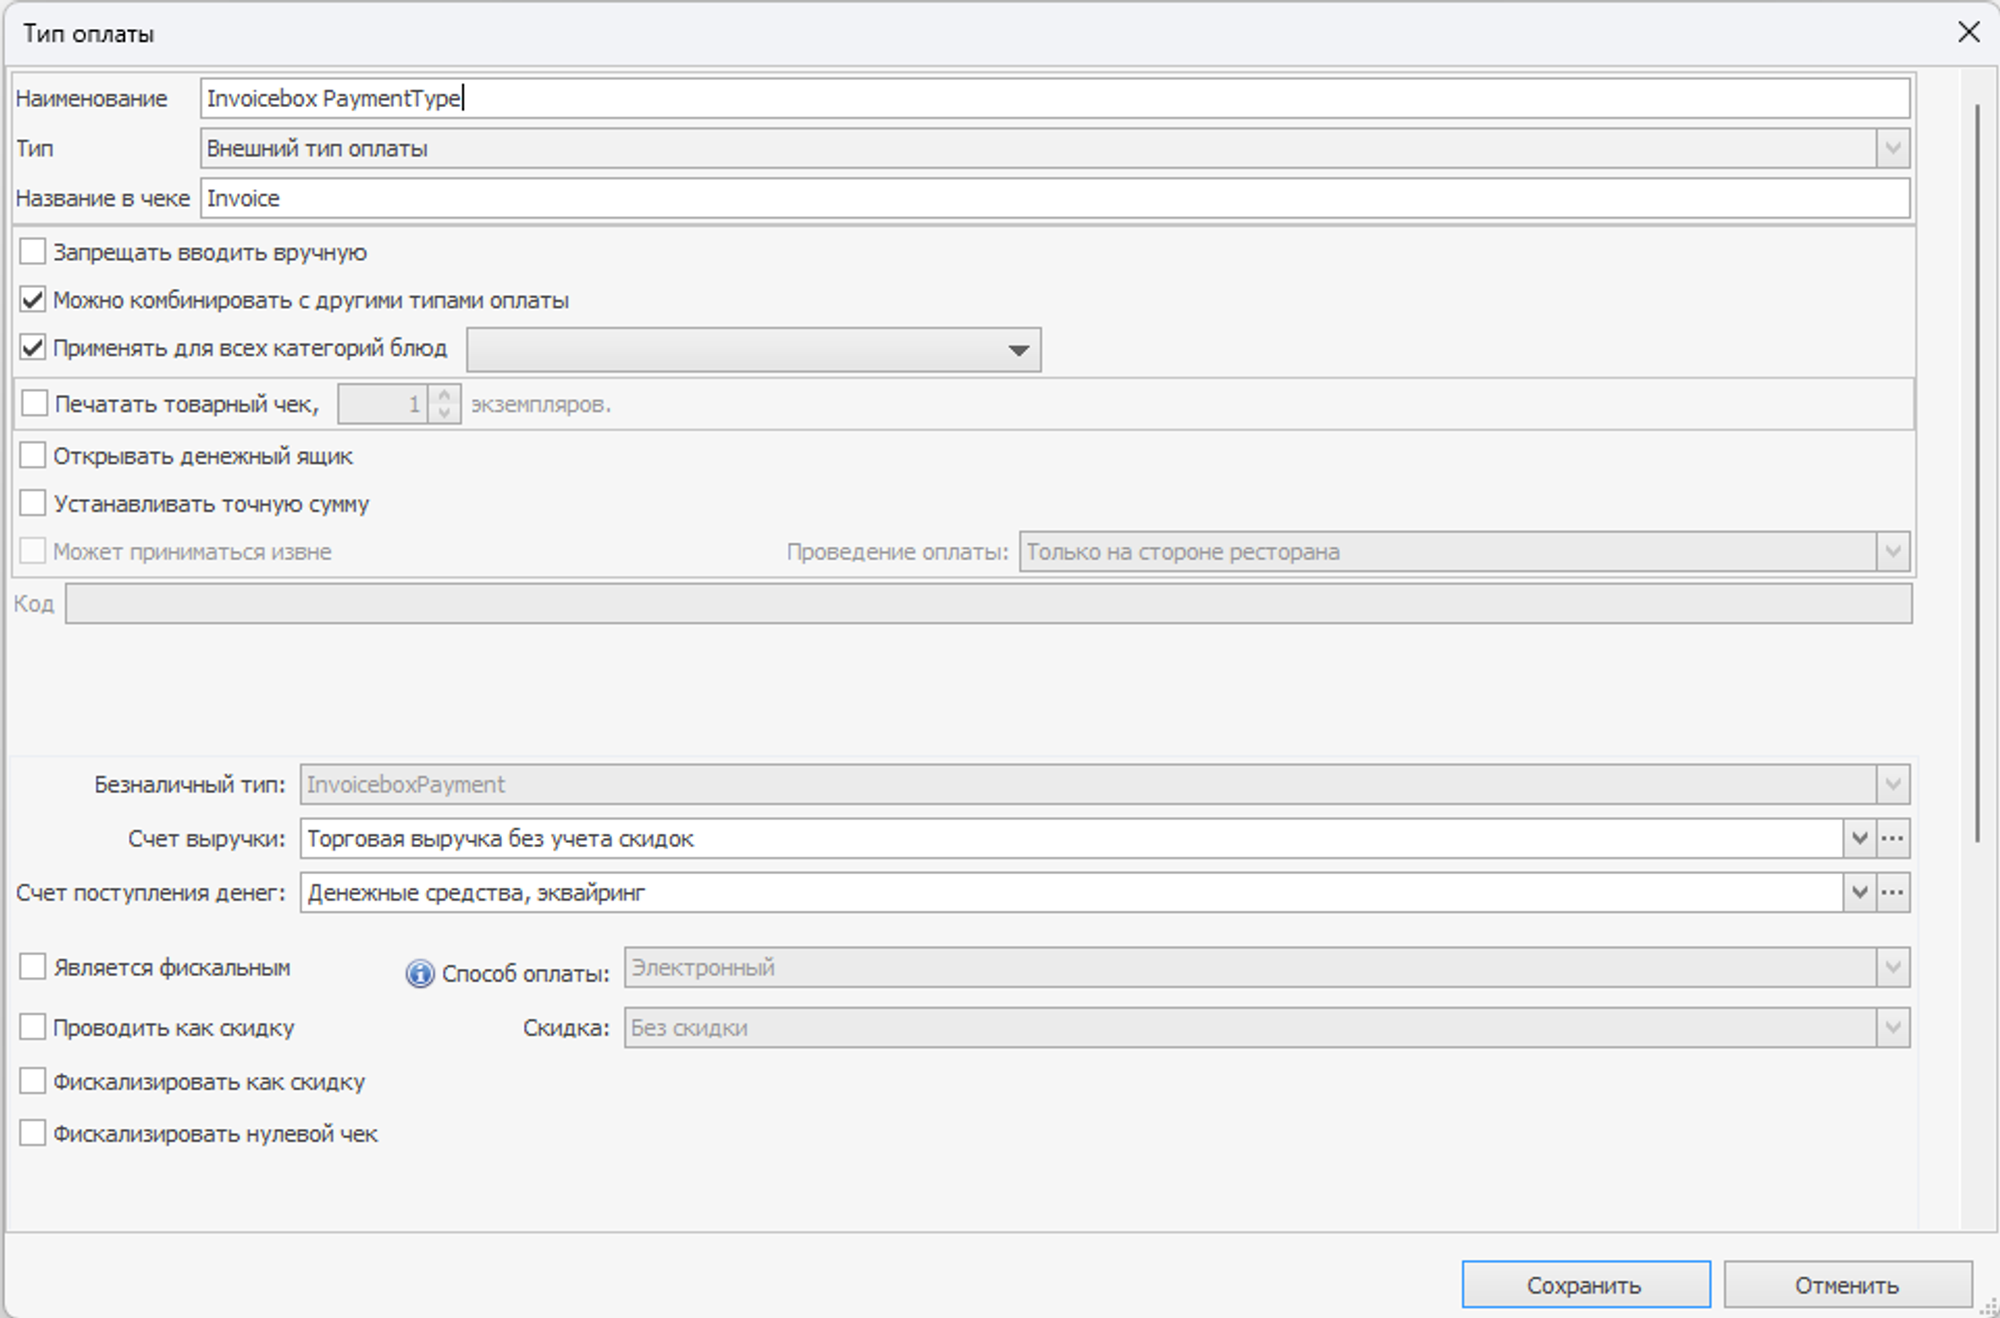 Тип оплаты
Наименование Invoicebox PaymentType
Тип Внешний тип оплаты
Название в чеке Invoice
Запрещать вводить вручную
Можно комбинировать с другими типами оплаты
Применять для всех категорий блюд
Печатать товарный чек, 1 экземпляров.
Открывать денежный ящик
Устанавливать точную сумму
Может приниматься извне Проведение оплаты: Только на стороне ресторана
Код
Безналичный тип: InvoiceboxPayment
Счет выручки: Торговая выручка без учета скидок
Счет поступления денег: Денежные средства, эквайринг
Является фискальным Способ оплаты: Электронный
Проводить как скидку Скидка: Без скидки
Фискализировать как скидку
Фискализировать нулевой чек
Сохранить Отменить